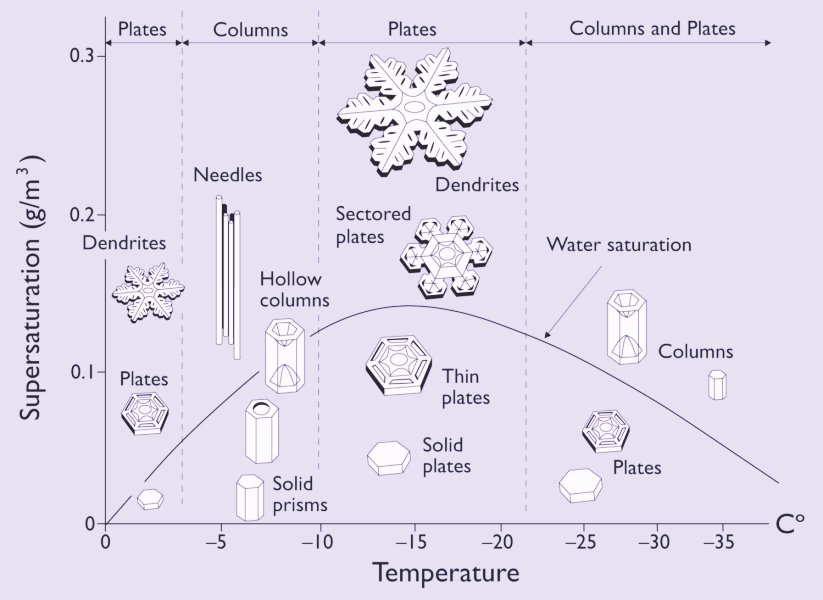 Plates
Columns
Plates
Columns and Plates
0.3
Needles
Dendrites
Sectored
plates
0.2
Dendrites
Water saturation
Hollow
columns
Supersaturation (g/m³)
0.1
Plates
Thin
plates
Columns
Solid
plates
Plates
Solid
prisms
0
C°
0
–5
–10
–15
–20
–25
–30
–35
Temperature